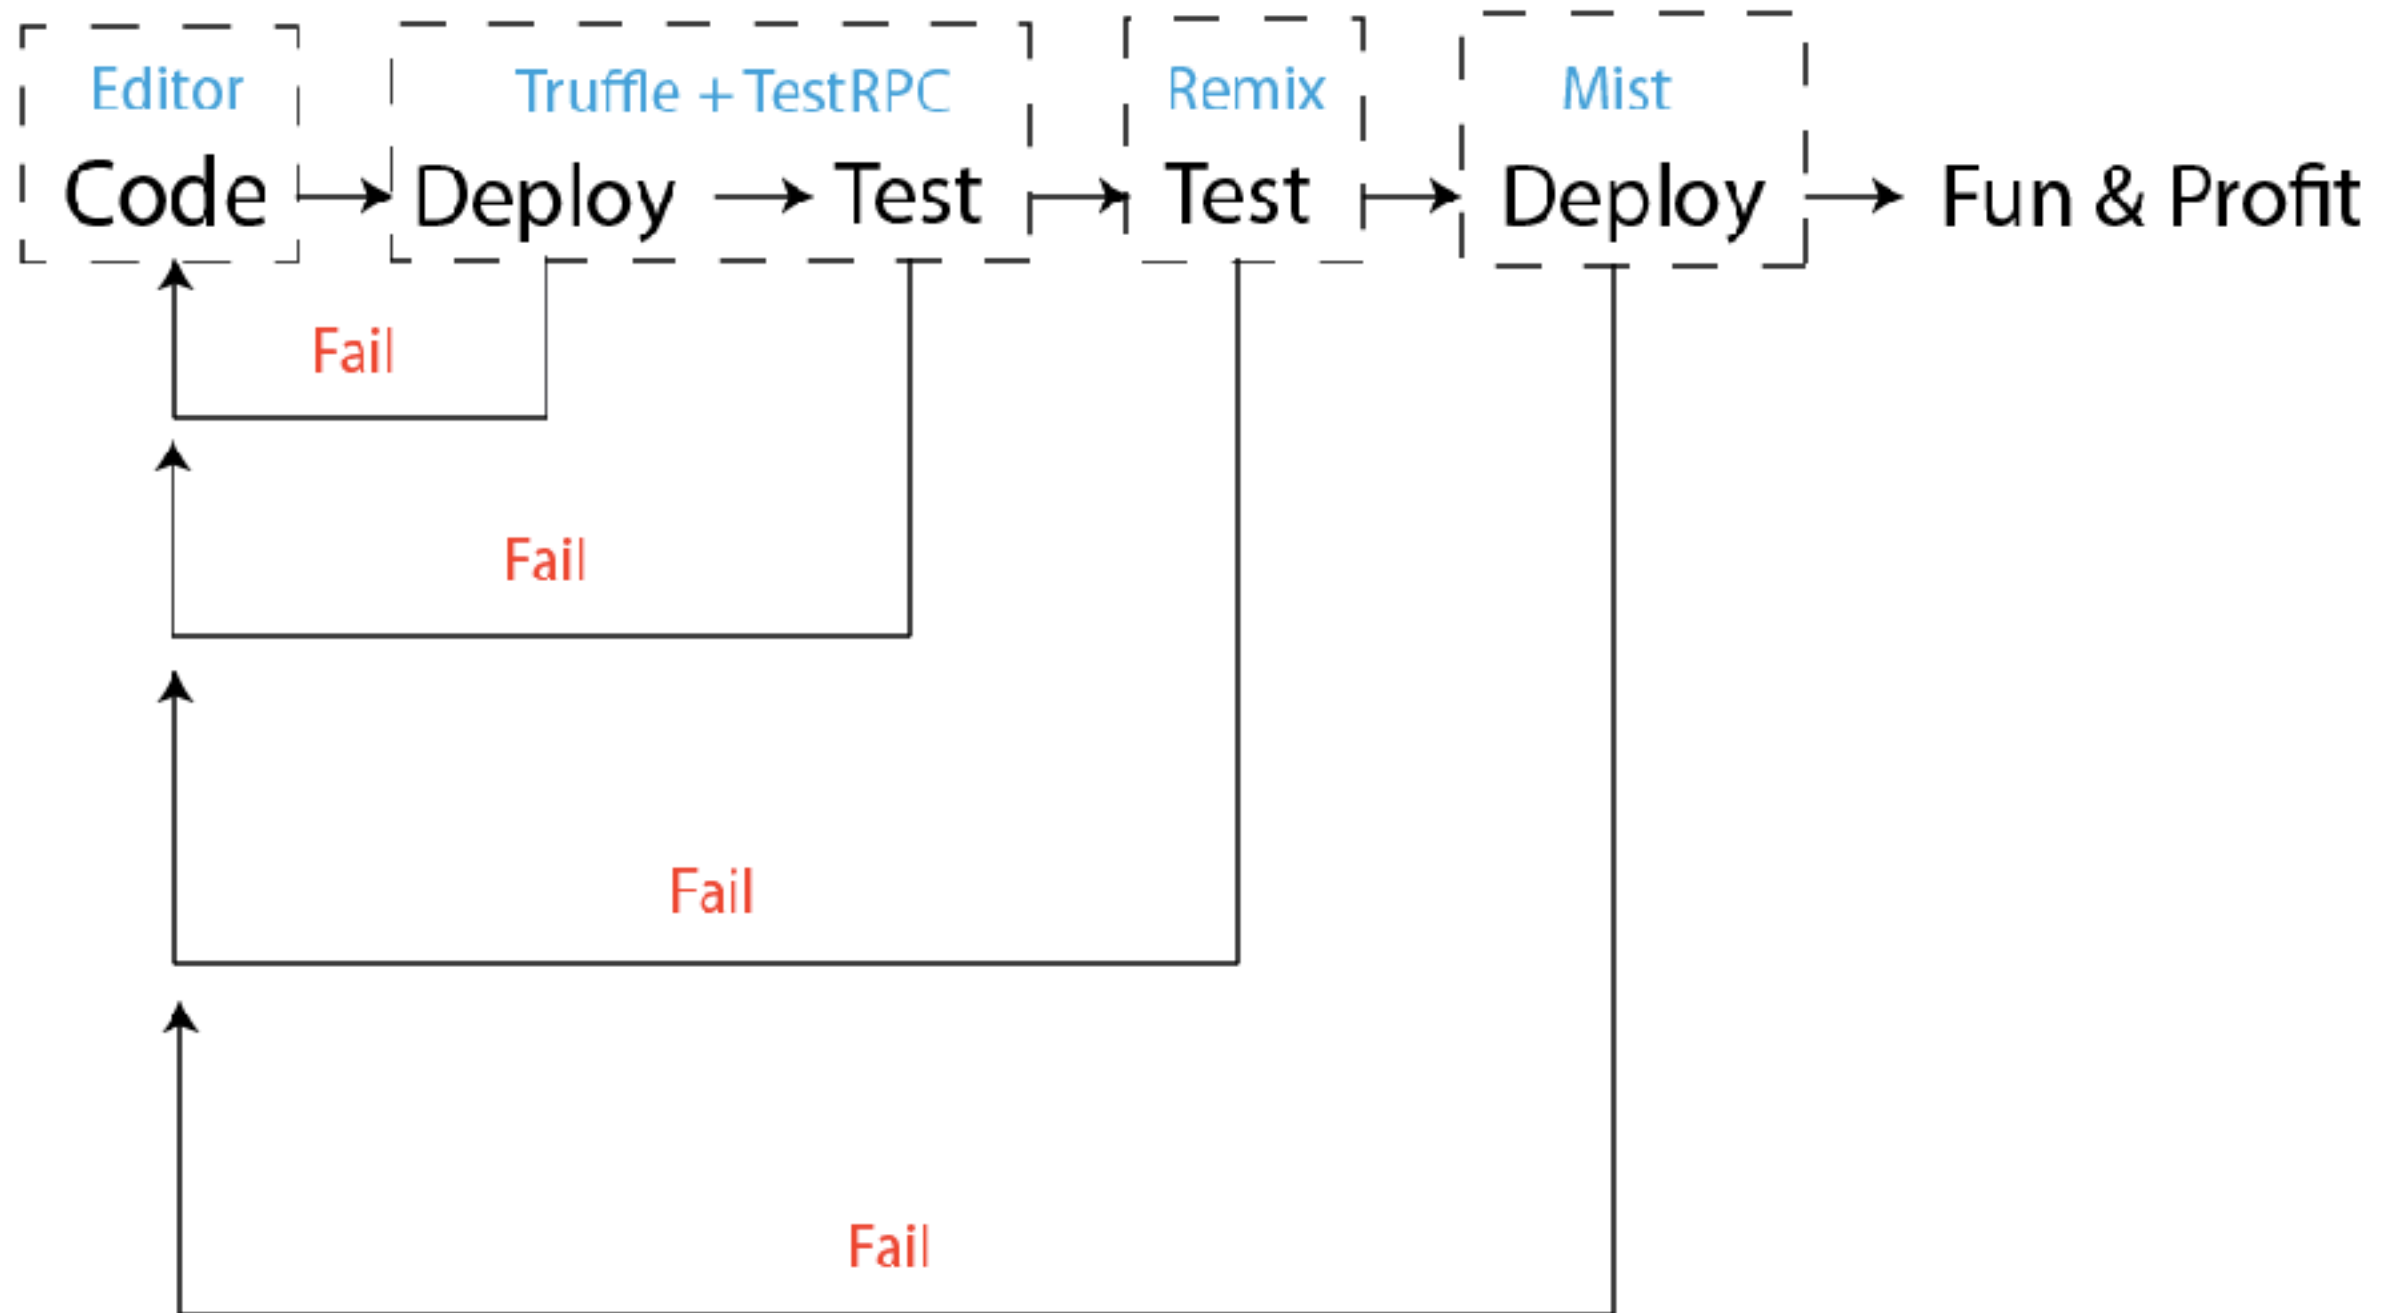 Editor
Truffle + TestRPC
Remix
Mist
Code
Deploy
Test
Test
Deploy
Fun & Profit
Fail
Fail
Fail
Fail